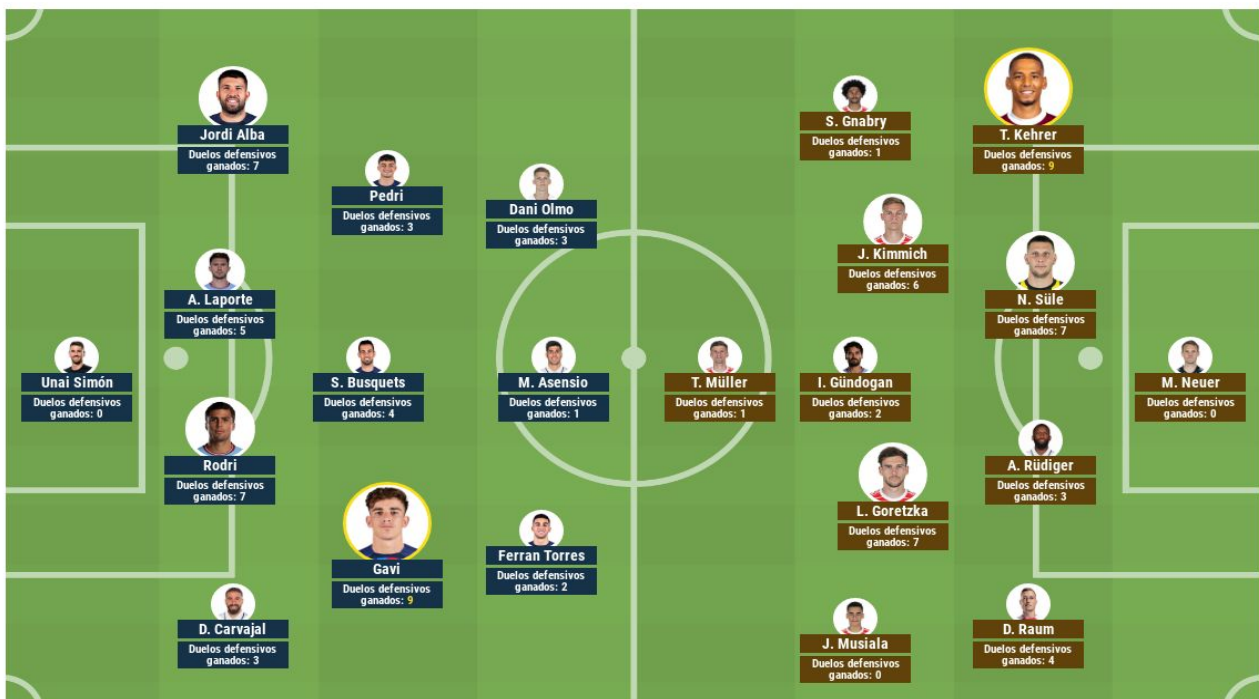 Jordi Alba
Duelos defensivos
ganados: 7
Pedri
Duelos defensivos
ganados: 3
Dani Olmo
Duelos defensivos
ganados: 3
A. Laporte
Duelos defensivos
ganados: 5
Unai Simón
Duelos defensivos
ganados: 0
S. Busquets
Duelos defensivos
ganados: 4
M. Asensio
Duelos defensivos
ganados: 1
Rodri
Duelos defensivos
ganados: 7
Gavi
Duelos defensivos
ganados: 9
Ferran Torres
Duelos defensivos
ganados: 2
D. Carvajal
Duelos defensivos
ganados: 3
S. Gnabry
Duelos defensivos
ganados: 1
T. Kehrer
Duelos defensivos
ganados: 9
J. Kimmich
Duelos defensivos
ganados: 6
N. Süle
Duelos defensivos
ganados: 7
T. Müller
Duelos defensivos
ganados: 1
I. Gündogan
Duelos defensivos
ganados: 2
M. Neuer
Duelos defensivos
ganados: 0
A. Rüdiger
Duelos defensivos
ganados: 3
L. Goretzka
Duelos defensivos
ganados: 7
J. Musiala
Duelos defensivos
ganados: 0
D. Raum
Duelos defensivos
ganados: 4